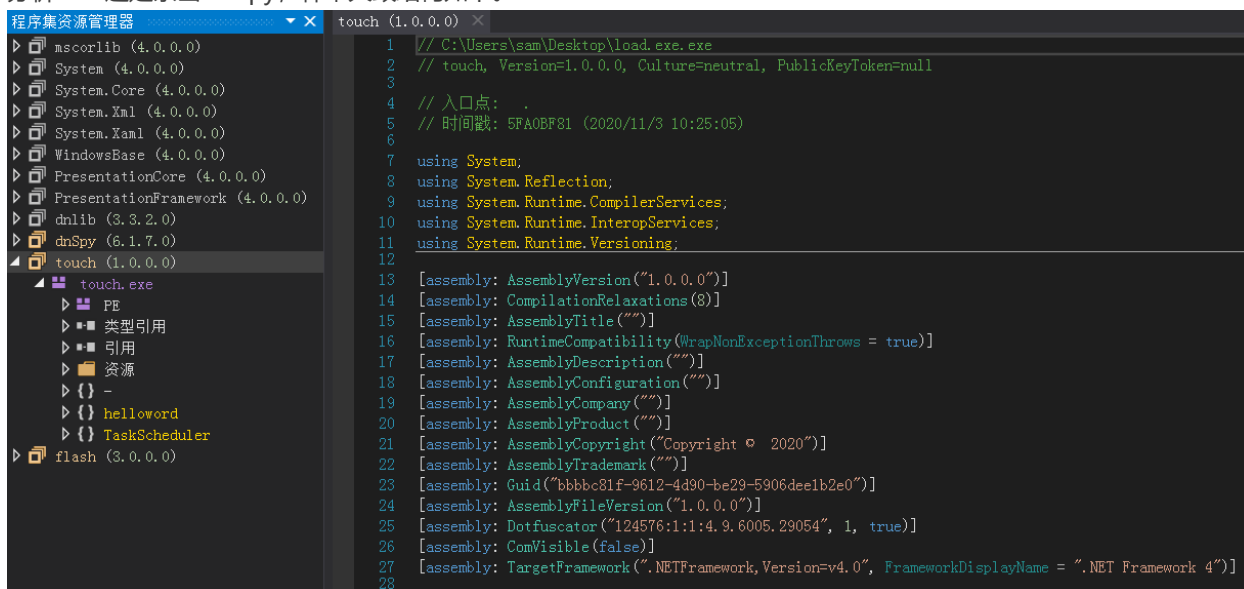 程序集资源管理器
mscorlib (4.0.0.0)
System (4.0.0.0)
System.Core (4.0.0.0)
System.Xml (4.0.0.0)
System.Xaml (4.0.0.0)
WindowsBase (4.0.0.0)
PresentationCore (4.0.0.0)
PresentationFramework (4.0.0.0)
dnlib (3.3.2.0)
dnSpy (6.1.7.0)
touch (1.0.0.0)
touch.exe
PE
类型引用
引用
资源
{} -
{} helloword
{} TaskScheduler
flash (3.0.0.0)
touch (1.0.0.0)
1 // C:\Users\sam\Desktop\load.exe.exe
2 // touch, Version=1.0.0.0, Culture=neutral, PublicKeyToken=null
3
4 // 入口点: .
5 // 时间戳: 5FA0BF81 (2020/11/3 10:25:05)
6
7 using System;
8 using System.Reflection;
9 using System.Runtime.CompilerServices;
10 using System.Runtime.InteropServices;
11 using System.Runtime.Versioning;
12
13 [assembly: AssemblyVersion("1.0.0.0")]
14 [assembly: CompilationRelaxations(8)]
15 [assembly: AssemblyTitle("")]
16 [assembly: RuntimeCompatibility(WrapNonExceptionThrows = true)]
17 [assembly: AssemblyDescription("")]
18 [assembly: AssemblyConfiguration("")]
19 [assembly: AssemblyCompany("")]
20 [assembly: AssemblyProduct("")]
21 [assembly: AssemblyCopyright("Copyright ©  2020")]
22 [assembly: AssemblyTrademark("")]
23 [assembly: Guid("bbbbc81f-9612-4d90-be29-5906dee1b2e0")]
24 [assembly: AssemblyFileVersion("1.0.0.0")]
25 [assembly: Dotfuscator("124576:1:1:4.9.6005.29054", 1, true)]
26 [assembly: ComVisible(false)]
27 [assembly: TargetFramework(".NETFramework,Version=v4.0", FrameworkDisplayName = ".NET Framework 4")]
28